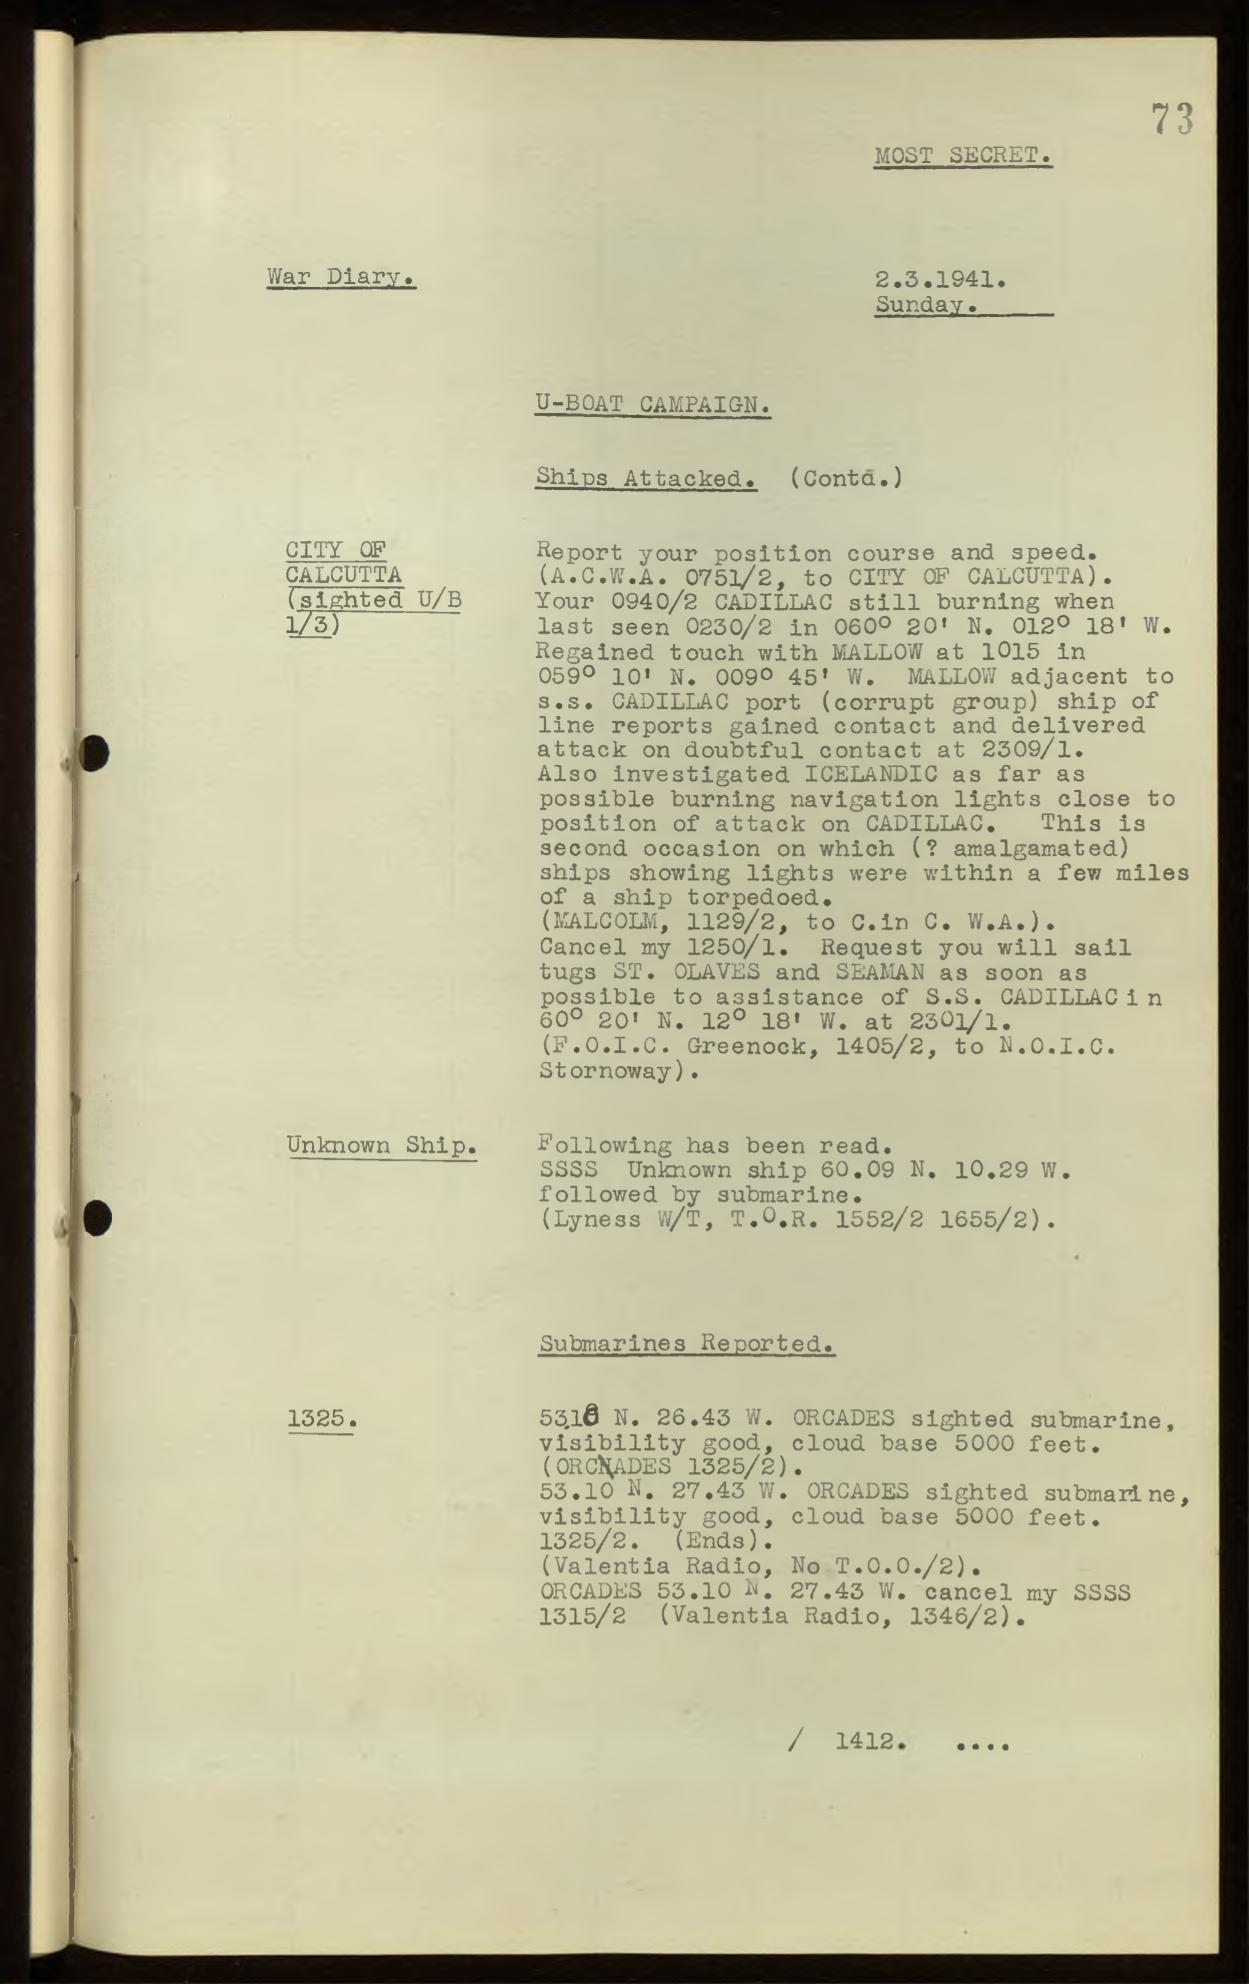 73
MOST SECRET.
War Diary.
2.3.1941.
Sunday.
U-BOAT CAMPAIGN.
Ships Attacked. (Contd.)
CITY OF
CALCUTTA
(sighted U/B
1/3)
Report your position course and speed.
(A.C.W.A. 0751/2, to CITY OF CALCUTTA).
Your 0940/2 CADILLAC still burning when
last seen 0230/2 in 060° 20' N. 012° 18' W.
Regained touch with MALLOW at 1015 in
059° 10' N. 009° 45' W. MALLOW adjacent to
s.s. CADILLAC port (corrupt group) ship of
line reports gained contact and delivered
attack on doubtful contact at 2309/1.
Also investigated ICELANDIC as far as
possible burning navigation lights close to
position of attack on CADILLAC. This is
second occasion on which (? amalgamated)
ships showing lights were within a few miles
of a ship torpedoed.
(MALCOLM, 1129/2, to C.in C. W.A.).
Cancel my 1250/1. Request you will sail
tugs ST. OLAVES and SEAMAN as soon as
possible to assistance of S.S. CADILLAC in
60° 20' N. 12° 18' W. at 2301/1.
(F.O.I.C. Greenock, 1405/2, to N.O.I.C.
Stornoway).
Unknown Ship.
Following has been read.
SSSS Unknown ship 60.09 N. 10.29 W.
followed by submarine.
(Lyness W/T, T.O.R. 1552/2 1655/2).
Submarines Reported.
1325.
N. 26.43 W. ORCADES sighted submarine,
visibility good, cloud base 5000 feet.
(ORCADES 1325/2).
53.10 N. 27.43 W. ORCADES sighted submarine,
visibility good, cloud base 5000 feet.
1325/2. (Ends).
(Valentia Radio, No T.O.O./2).
ORCADES 53.10 N. 27.43 W. cancel my SSSS
1315/2 (Valentia Radio, 1346/2).
/ 1412. ....